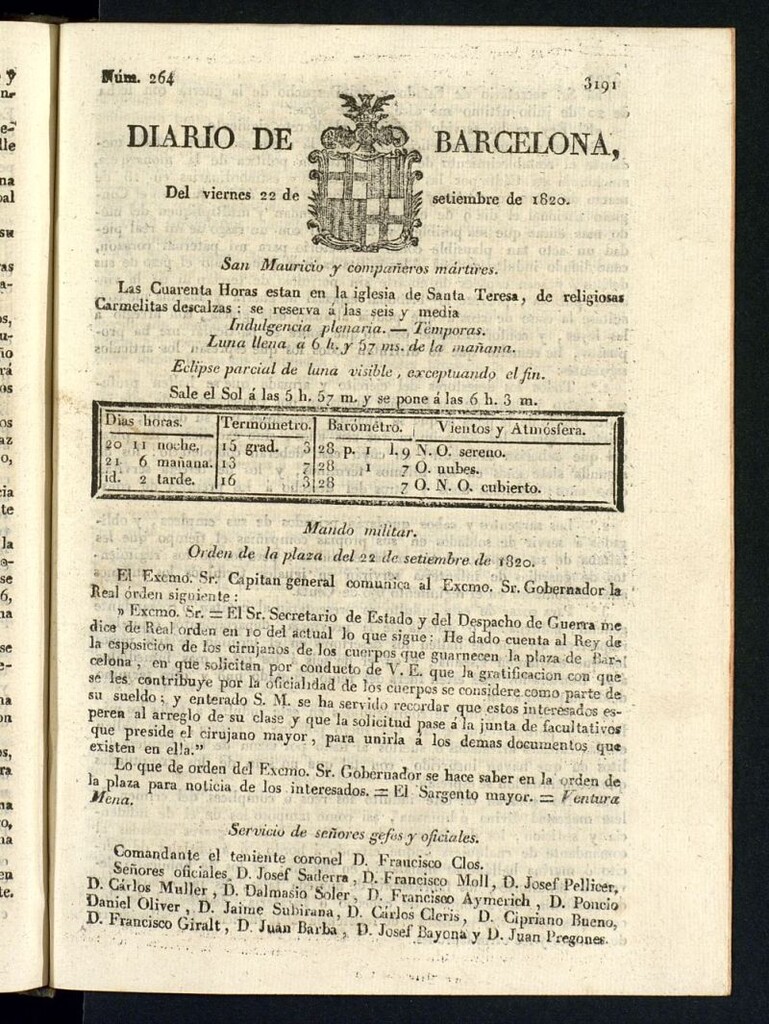 Núm. 264
3191
DIARIO DE BARCELONA,
Del viernes 22 de setiembre de 1820.
San Mauricio y compañeros mártires.
Las Cuarenta Horas estan en la iglesia de Santa Teresa, de religiosas
Carmelitas descalzas : se reserva á las seis y media
Indulgencia plenaria. — Témporas.
Luna llena á 6 h. y 57 ms. de la mañana.
Eclipse parcial de luna visible, exceptuando el fin.
Sale el Sol á las 5 h. 57 m. y se pone á las 6 h. 3 m.
Dias horas. Termómetro. Barómetro. Vientos y Atmósfera.
20 11 noche. 15 grad. 3 28 p. 1 l. 9 N. O. sereno.
21 6 mañana. 13 7 28 1 7 O. nubes.
id. 2 tarde. 16 3 28 7 O. N. O. cubierto.
Mando militar.
Orden de la plaza del 22 de setiembre de 1820.
El Excmo. Sr. Capitan general comunica al Excmo. Sr. Gobernador la
Real órden siguiente :
» Excmo. Sr. = El Sr. Secretario de Estado y del Despacho de Guerra me
dice de Real orden en 10 del actual lo que sigue: He dado cuenta al Rey de
la esposicion de los cirujanos de los cuerpos que guarnecen la plaza de Bar-
celona, en que solicitan por conducto de V. E. que la gratificacion con que
se les contribuye por la oficialidad de los cuerpos se considere como parte de
su sueldo; y enterado S. M. se ha servido recordar que estos interesados es-
peren al arreglo de su clase y que la solicitud pase á la junta de facultativos
que preside el cirujano mayor, para unirla á los demas documentos que
existen en ella."
Lo que de orden del Excmo. Sr. Gobernador se hace saber en la orden de
la plaza para noticia de los interesados. = El Sargento mayor. = Ventura
Mena.
Servicio de señores gefes y oficiales.
Comandante el teniente coronel D. Francisco Clos.
Señores oficiales D. Josef Saderra, D. Francisco Moll, D. Josef Pellicer,
D. Cárlos Muller, D. Dalmasio Soler, D. Francisco Aymerich, D. Poncio
Daniel Oliver, D. Jaime Subirana, D. Cárlos Cleris, D. Cipriano Bueno,
D. Francisco Giralt, D. Juan Barba, D. Josef Bayona y D. Juan Pregones.